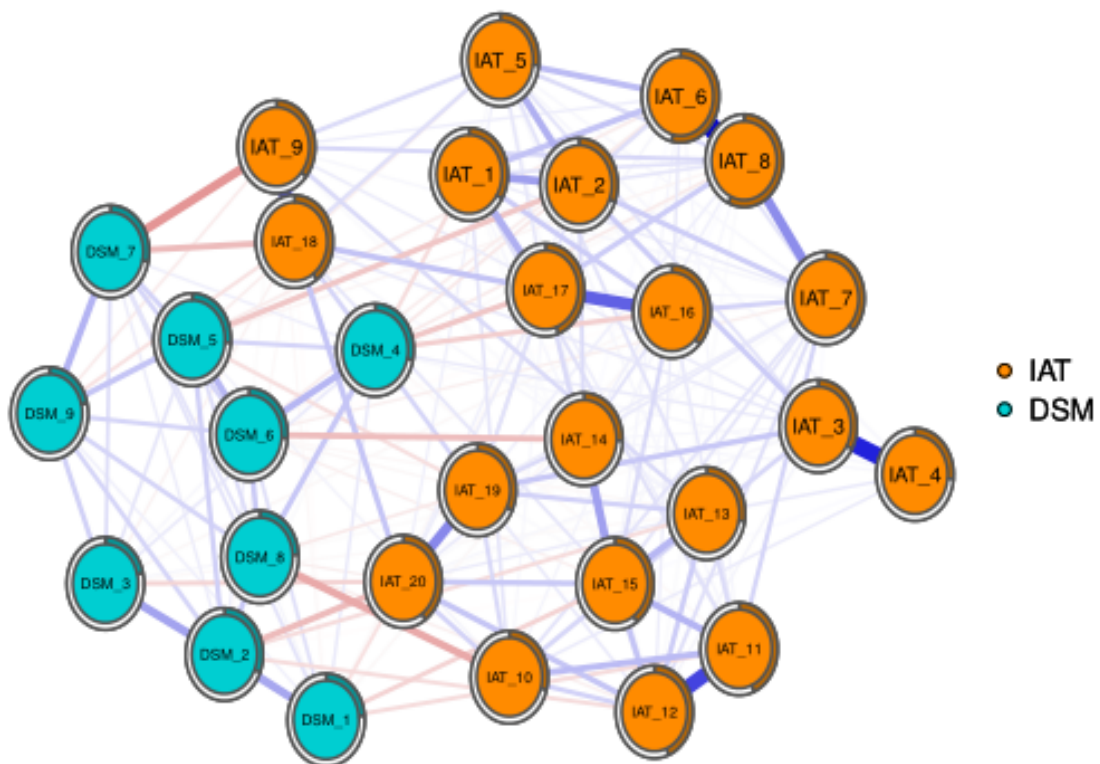 IAT_5
IAT_6
IAT_9
IAT_8
IAT_1
IAT_2
DSM_7
IAT_18
IAT_17
IAT_7
IAT_16
DSM_5
DSM_4
IAT
DSM_9
DSM
DSM_6
IAT_14
IAT_3
IAT_4
IAT_19
IAT_13
DSM_8
DSM_3
IAT_20
IAT_15
DSM_2
IAT_11
IAT_10
IAT_12
DSM_1